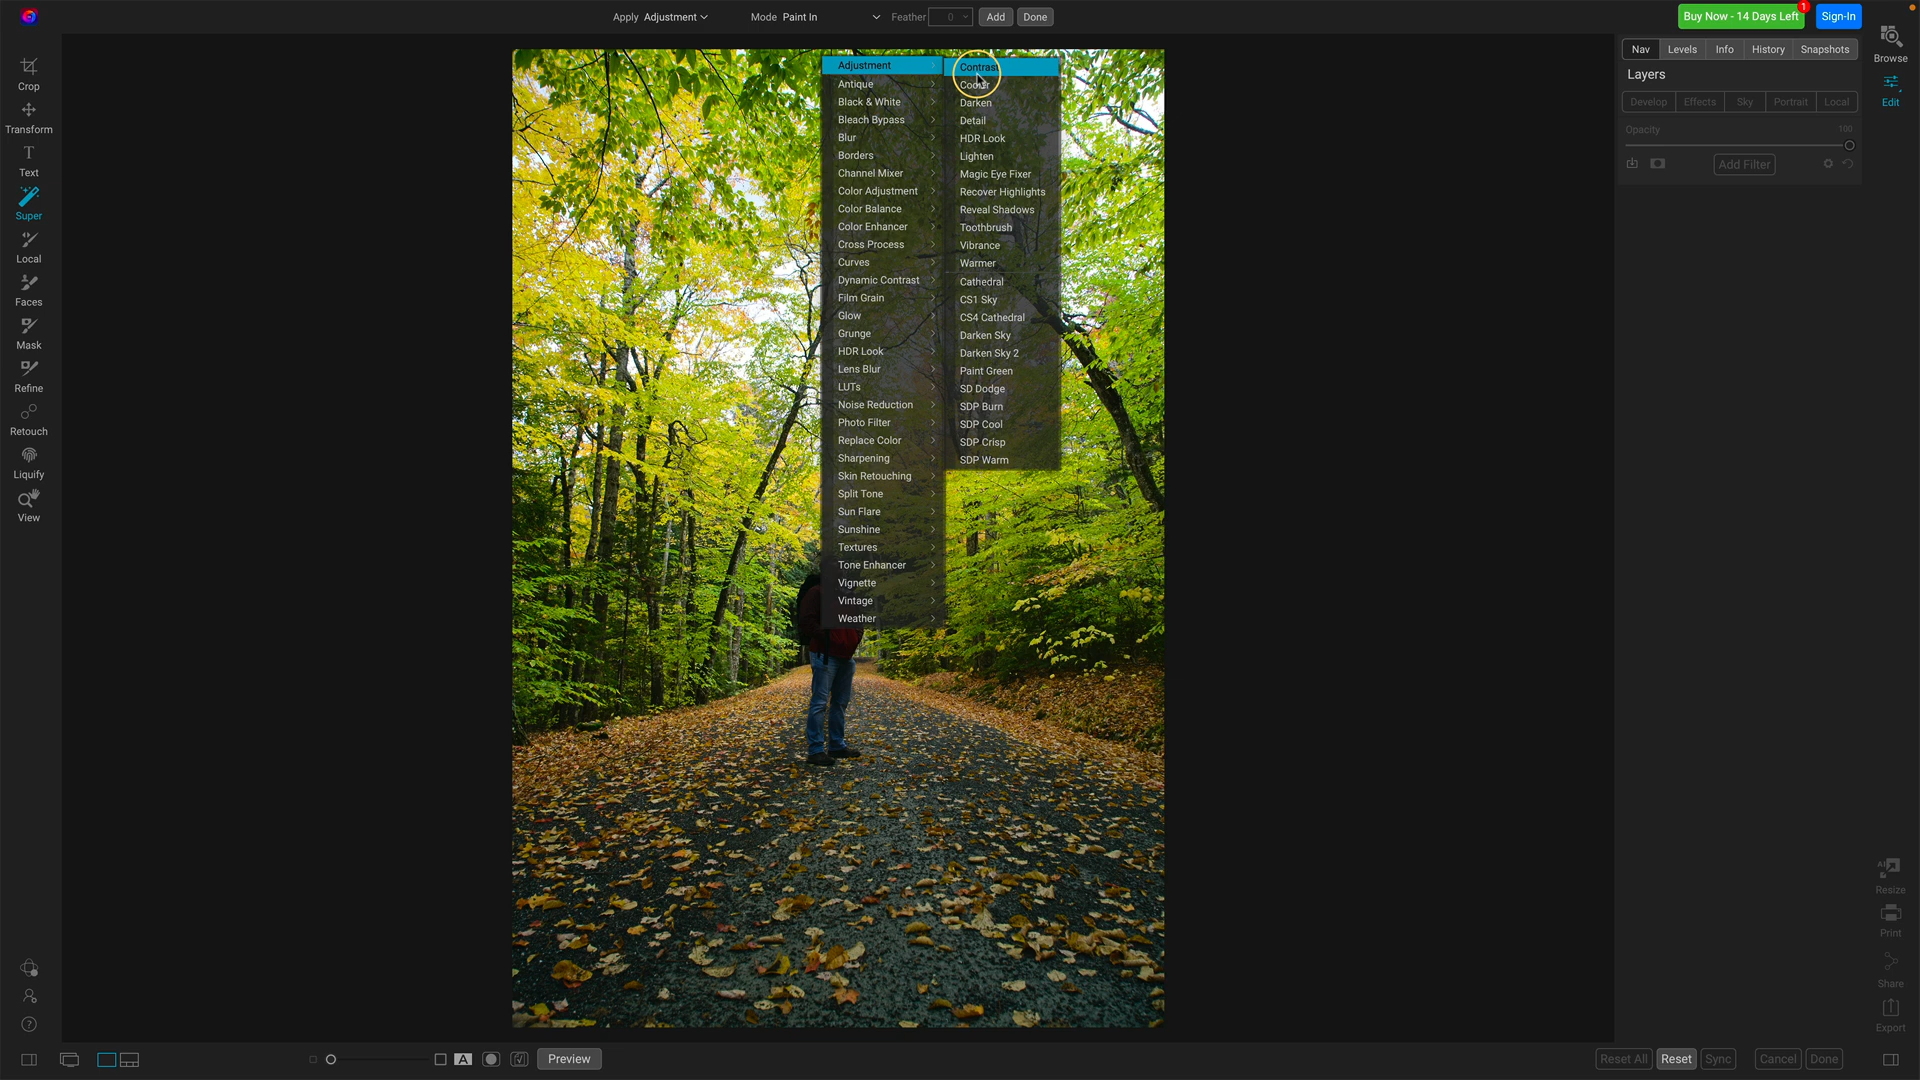 Apply Adjustment Mode Paint In Feather 0 Add Done
Buy Now - 14 Days Left 1 Sign-In
Crop
Transform
T
Text
Super
Local
Faces
Mask
Refine
Retouch
Liquify
View
Adjustment
Antique
Black & White
Bleach Bypass
Blur
Borders
Channel Mixer
Color Adjustment
Color Balance
Color Enhancer
Cross Process
Curves
Dynamic Contrast
Film Grain
Glow
Grunge
HDR Look
Lens Blur
LUTs
Noise Reduction
Photo Filter
Replace Color
Sharpening
Skin Retouching
Split Tone
Sun Flare
Sunshine
Textures
Tone Enhancer
Vignette
Vintage
Weather
Contrast
Cooler
Darken
Detail
HDR Look
Lighten
Magic Eye Fixer
Recover Highlights
Reveal Shadows
Toothbrush
Vibrance
Warmer
Cathedral
CS1 Sky
CS4 Cathedral
Darken Sky
Darken Sky 2
Paint Green
SD Dodge
SDP Burn
SDP Cool
SDP Crisp
SDP Warm
Nav Levels Info History Snapshots
Layers
Develop Effects Sky Portrait Local
Opacity 100
Add Filter
Browse
Edit
AI
Resize
Print
Share
Export
?
A Preview
Reset All Reset Sync Cancel Done